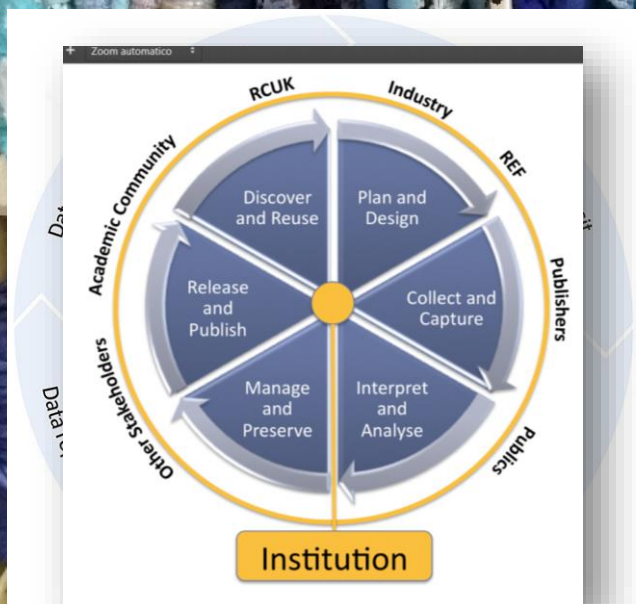 + Zoom automatico
RCUK
Industry
REF
Publishers
Publics
Other Stakeholders
Academic Community
Discover
and Reuse
Plan and
Design
Collect and
Capture
Interpret
and
Analyse
Manage
and
Preserve
Release
and
Publish
Institution
Data